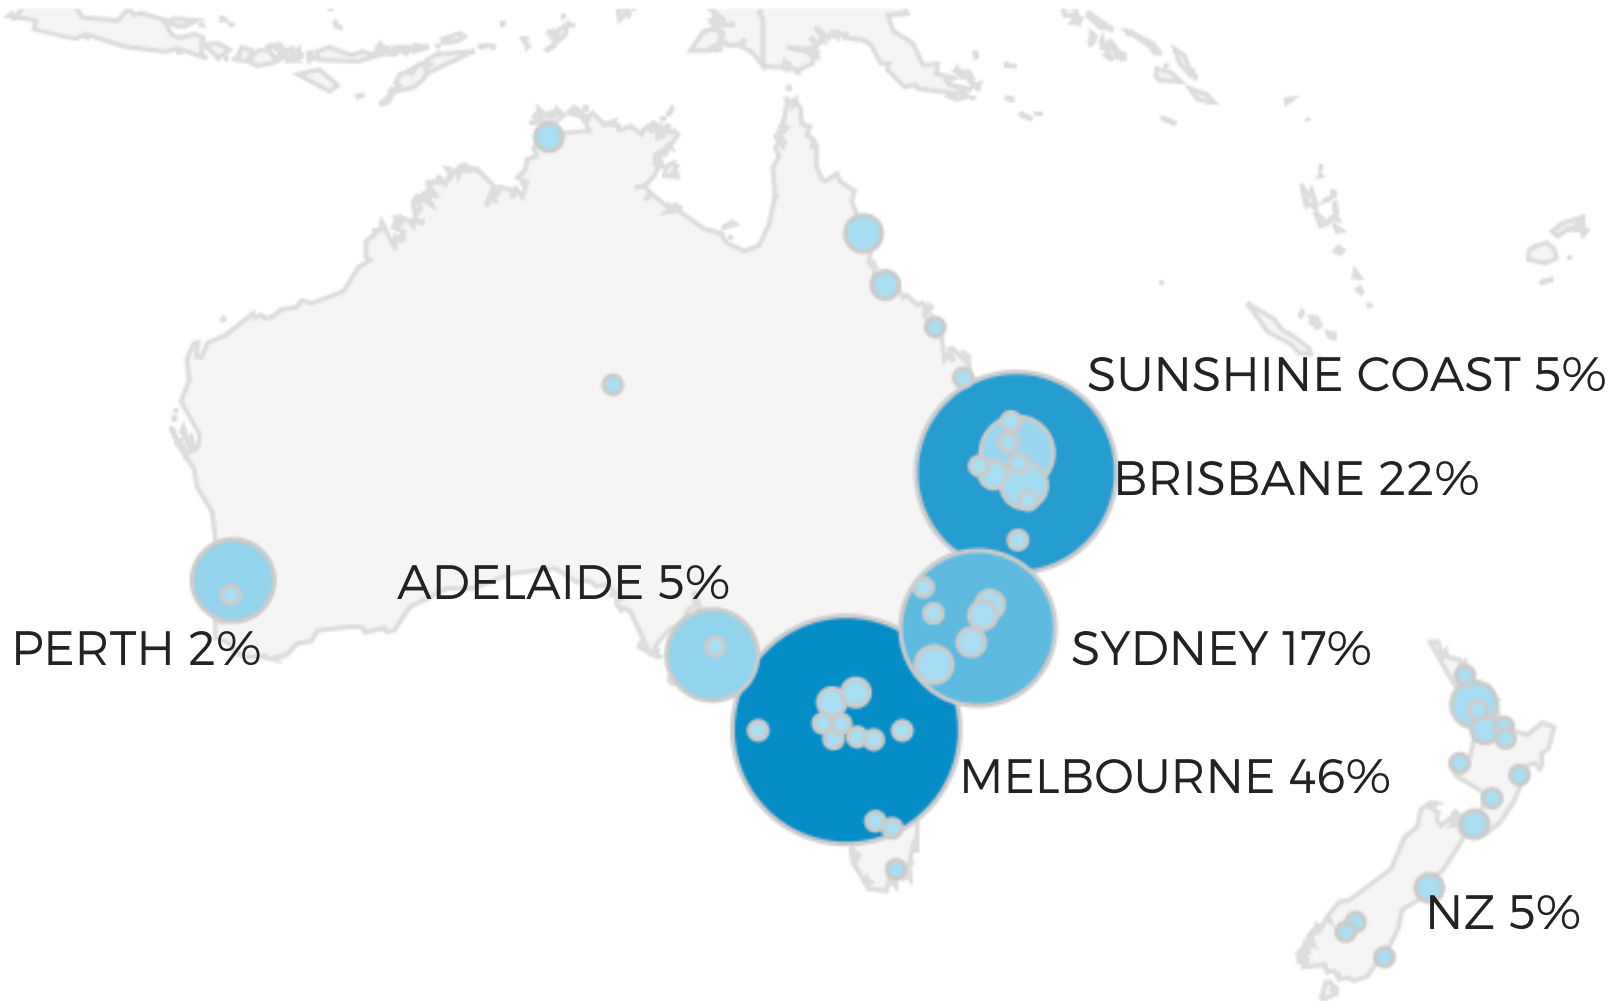 SUNSHINE COAST 5%
BRISBANE 22%
ADELAIDE 5%
PERTH 2%
SYDNEY 17%
MELBOURNE 46%
NZ 5%